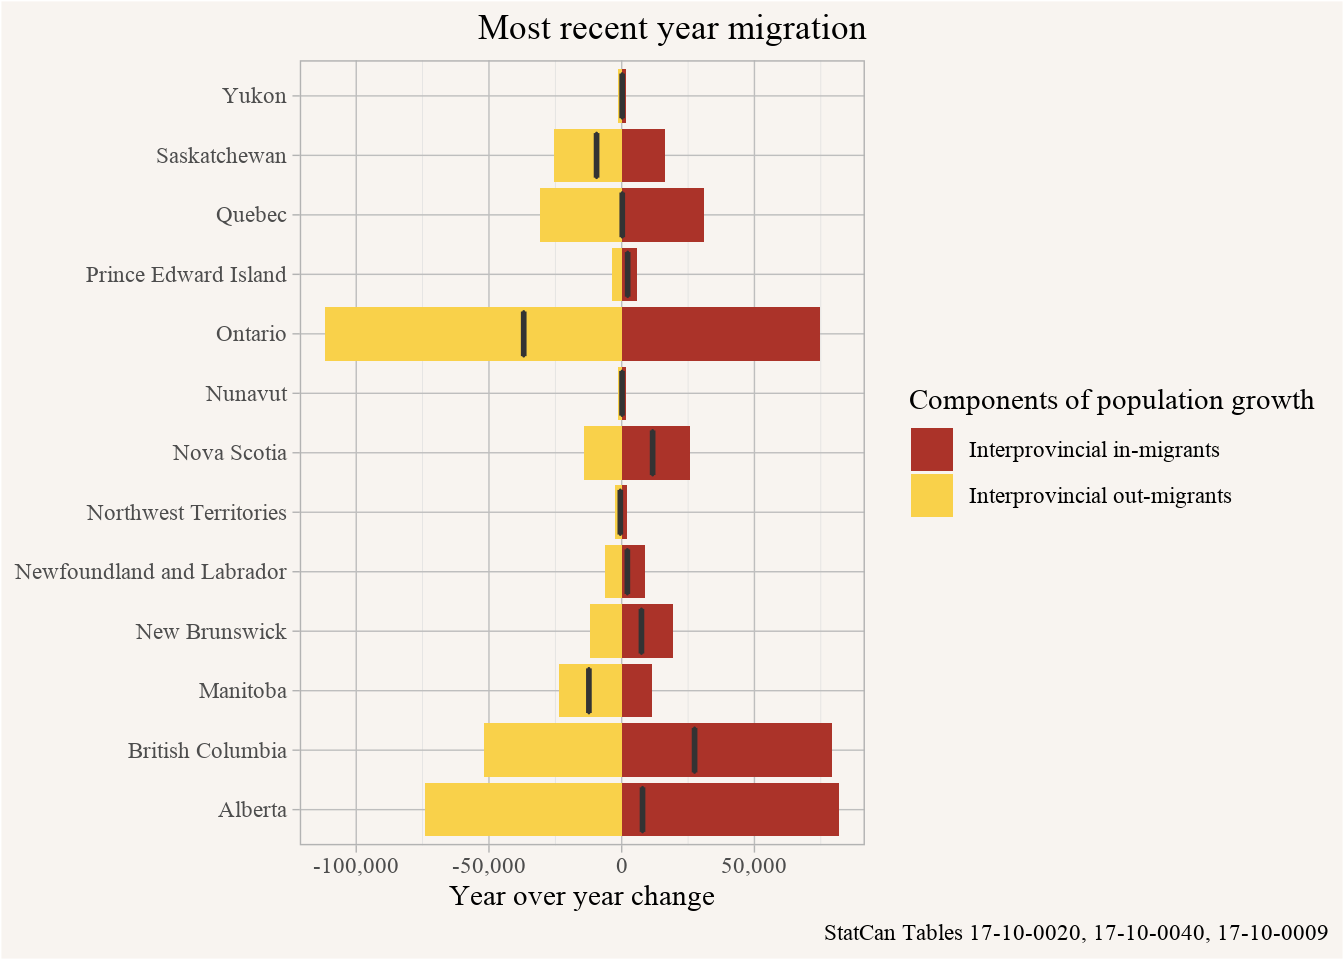 Most recent year migration
Yukon
Saskatchewan
Quebec
Prince Edward Island
Ontario
Nunavut
Nova Scotia
Northwest Territories
Newfoundland and Labrador
New Brunswick
Manitoba
British Columbia
Alberta
-100,000 -50,000 0 50,000
Year over year change
Components of population growth
Interprovincial in-migrants
Interprovincial out-migrants
StatCan Tables 17-10-0020, 17-10-0040, 17-10-0009